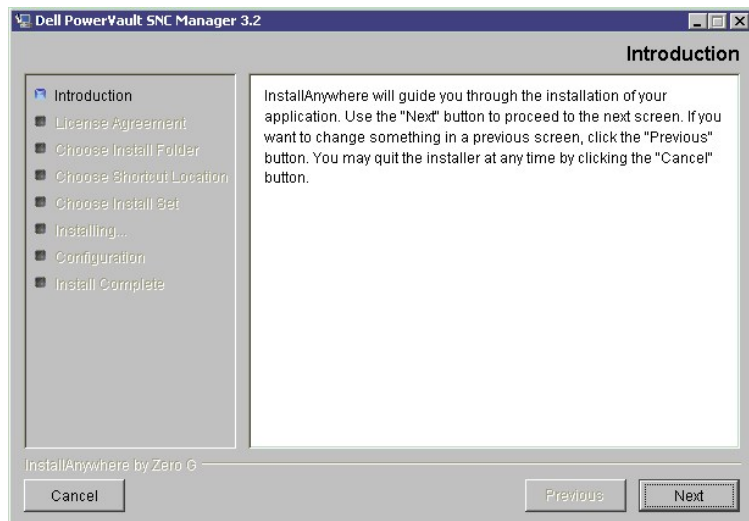 Dell PowerVault SNC Manager 3.2
Introduction
Introduction
License Agreement
Choose Install Folder
Choose Shortcut Location
Choose Install Set
Installing...
Configuration
Install Complete
InstallAnywhere will guide you through the installation of your
application. Use the "Next" button to proceed to the next screen. If you
want to change something in a previous screen, click the "Previous"
button. You may quit the installer at any time by clicking the "Cancel"
button.
InstallAnywhere by Zero G
Cancel
Previous
Next